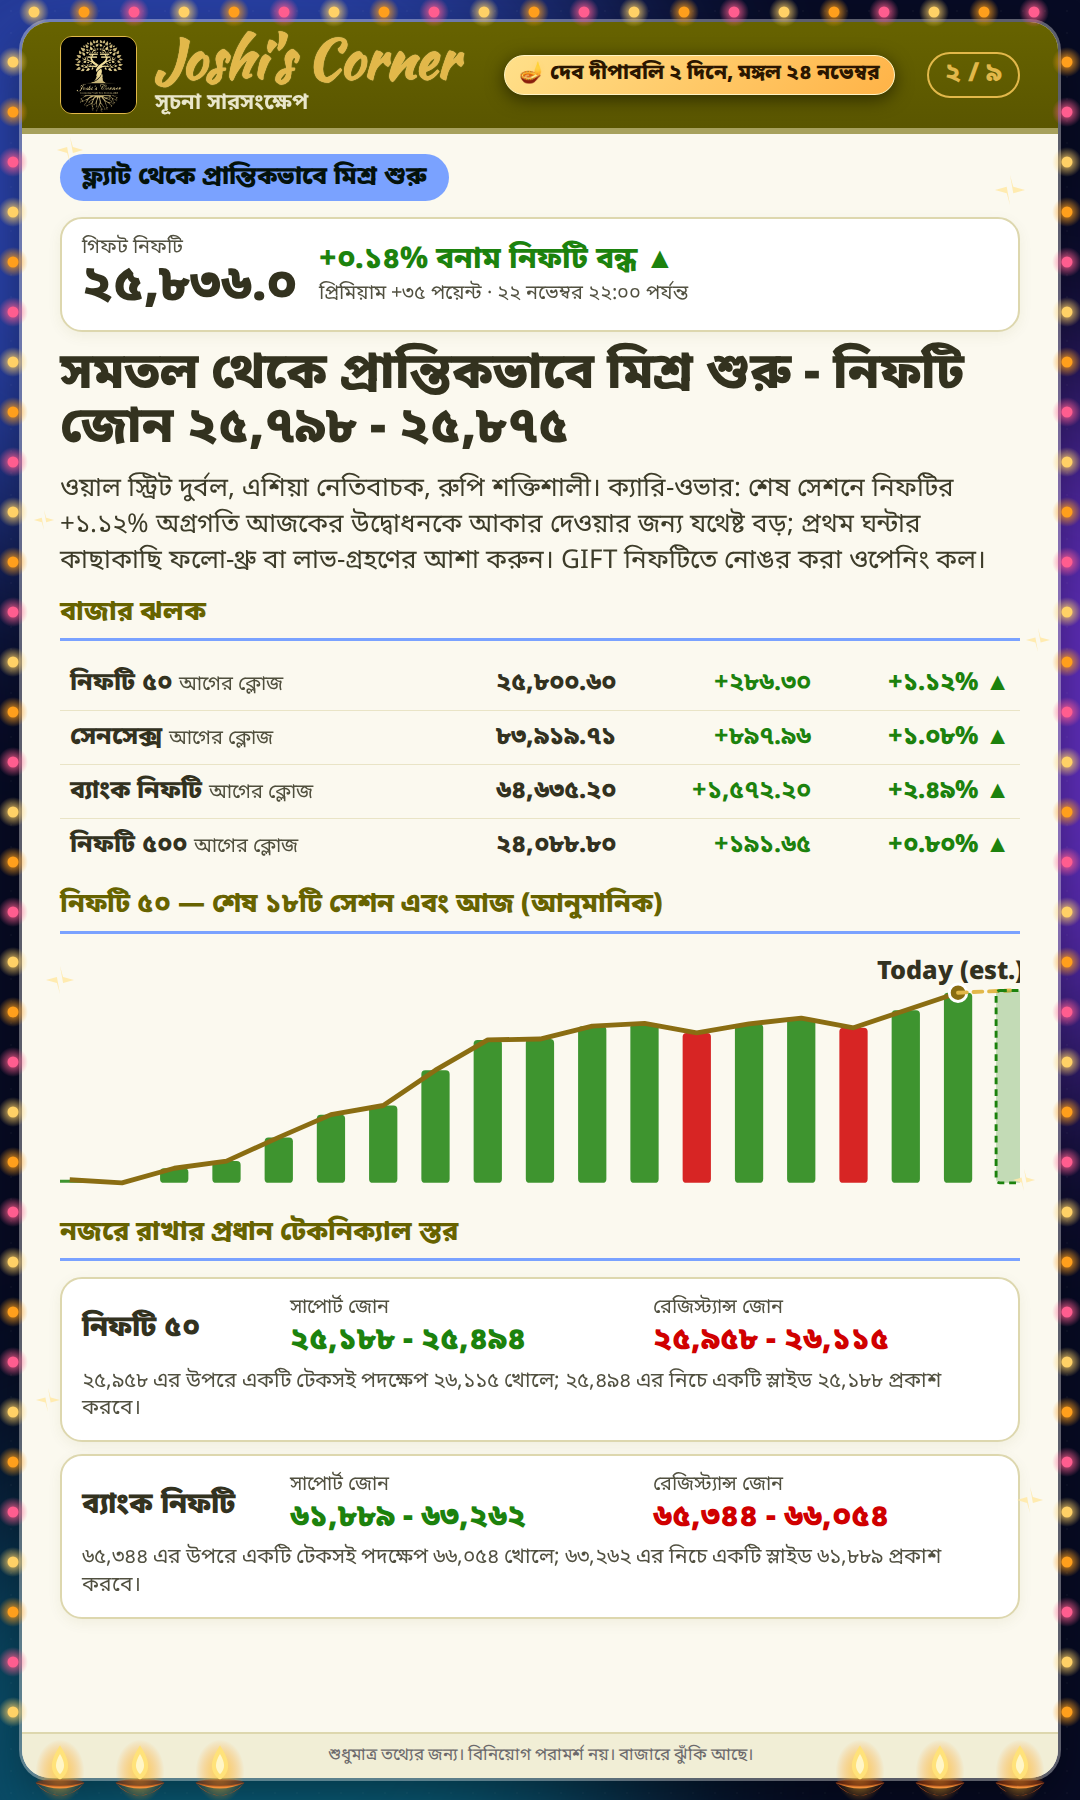 Joshi's Corner
Joshi's Corner
সূচনা সারসংক্ষেপ
দেব দীপাবলি ২ দিনে, মঙ্গল ২৪ নভেম্বর
২ / ৯
ফ্ল্যাট থেকে প্রান্তিকভাবে মিশ্র শুরু
গিফট নিফটি
২৫,৮৩৬.০
+০.১৪% বনাম নিফটি বন্ধ ▲
প্রিমিয়াম +৩৫ পয়েন্ট · ২২ নভেম্বর ২২:০০ পর্যন্ত
সমতল থেকে প্রান্তিকভাবে মিশ্র শুরু - নিফটি
জোন ২৫,৭৯৮ - ২৫,৮৭৫
ওয়াল স্ট্রিট দুর্বল, এশিয়া নেতিবাচক, রুপি শক্তিশালী। ক্যারি-ওভার: শেষ সেশনে নিফটির
+১.১২% অগ্রগতি আজকের উদ্বোধনকে আকার দেওয়ার জন্য যথেষ্ট বড়; প্রথম ঘন্টার
কাছাকাছি ফলো-থ্রু বা লাভ-গ্রহণের আশা করুন। GIFT নিফটিতে নোঙর করা ওপেনিং কল।
বাজার ঝলক
নিফটি ৫০ আগের ক্লোজ ২৫,৮০০.৬০ +২৮৬.৩০ +১.১২% ▲
সেনসেক্স আগের ক্লোজ ৮৩,৯১৯.৭১ +৮৯৭.৯৬ +১.০৮% ▲
ব্যাংক নিফটি আগের ক্লোজ ৬৪,৬৩৫.২০ +১,৫৭২.২০ +২.৪৯% ▲
নিফটি ৫০০ আগের ক্লোজ ২৪,০৮৮.৮০ +১৯১.৬৫ +০.৮০% ▲
নিফটি ৫০ — শেষ ১৮টি সেশন এবং আজ (আনুমানিক)
Today (est.)
নজরে রাখার প্রধান টেকনিক্যাল স্তর
নিফটি ৫০
সাপোর্ট জোন
২৫,১৮৮ - ২৫,৪৯৪
রেজিস্ট্যান্স জোন
২৫,৯৫৮ - ২৬,১১৫
২৫,৯৫৮ এর উপরে একটি টেকসই পদক্ষেপ ২৬,১১৫ খোলে; ২৫,৪৯৪ এর নিচে একটি স্লাইড ২৫,১৮৮ প্রকাশ
করবে।
ব্যাংক নিফটি
সাপোর্ট জোন
৬১,৮৮৯ - ৬৩,২৬২
রেজিস্ট্যান্স জোন
৬৫,৩৪৪ - ৬৬,০৫৪
৬৫,৩৪৪ এর উপরে একটি টেকসই পদক্ষেপ ৬৬,০৫৪ খোলে; ৬৩,২৬২ এর নিচে একটি স্লাইড ৬১,৮৮৯ প্রকাশ
করবে।
শুধুমাত্র তথ্যের জন্য। বিনিয়োগ পরামর্শ নয়। বাজারে ঝুঁকি আছে।